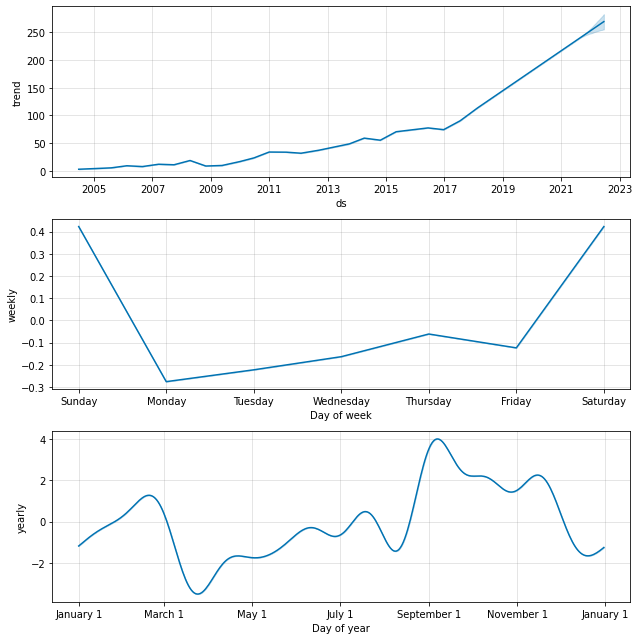 250
200
150
100
50
0
trend
2005 2007 2009 2011 2013 2015 2017 2019 2021 2023
ds
0.4
0.3
0.2
0.1
0.0
−0.1
−0.2
−0.3
weekly
Sunday Monday Tuesday Wednesday Thursday Friday Saturday
Day of week
4
2
0
−2
yearly
January 1 March 1 May 1 July 1 September 1 November 1 January 1
Day of year